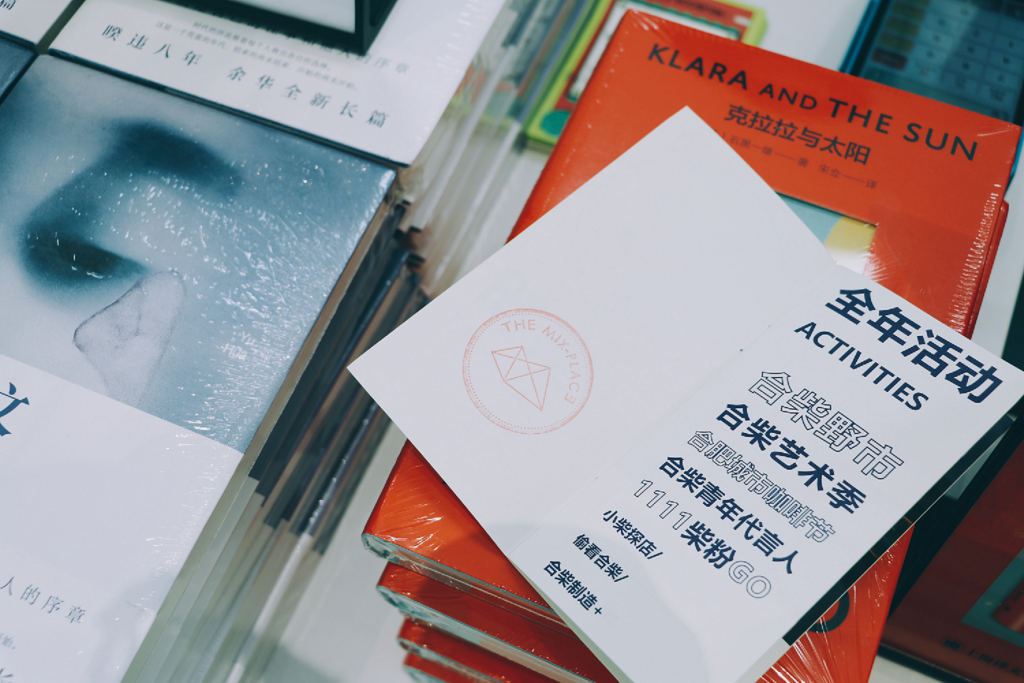 睽违八年 余华全新长篇
文
人的序章
KLARA AND THE SUN
克拉拉与太阳
THE MIX-PLACE
全年活动
ACTIVITIES
合柴野市
合柴艺术季
合肥城市咖啡节
合柴青年代言人
1111柴粉GO
小柴探店/
偷看合柴/
合柴制造+